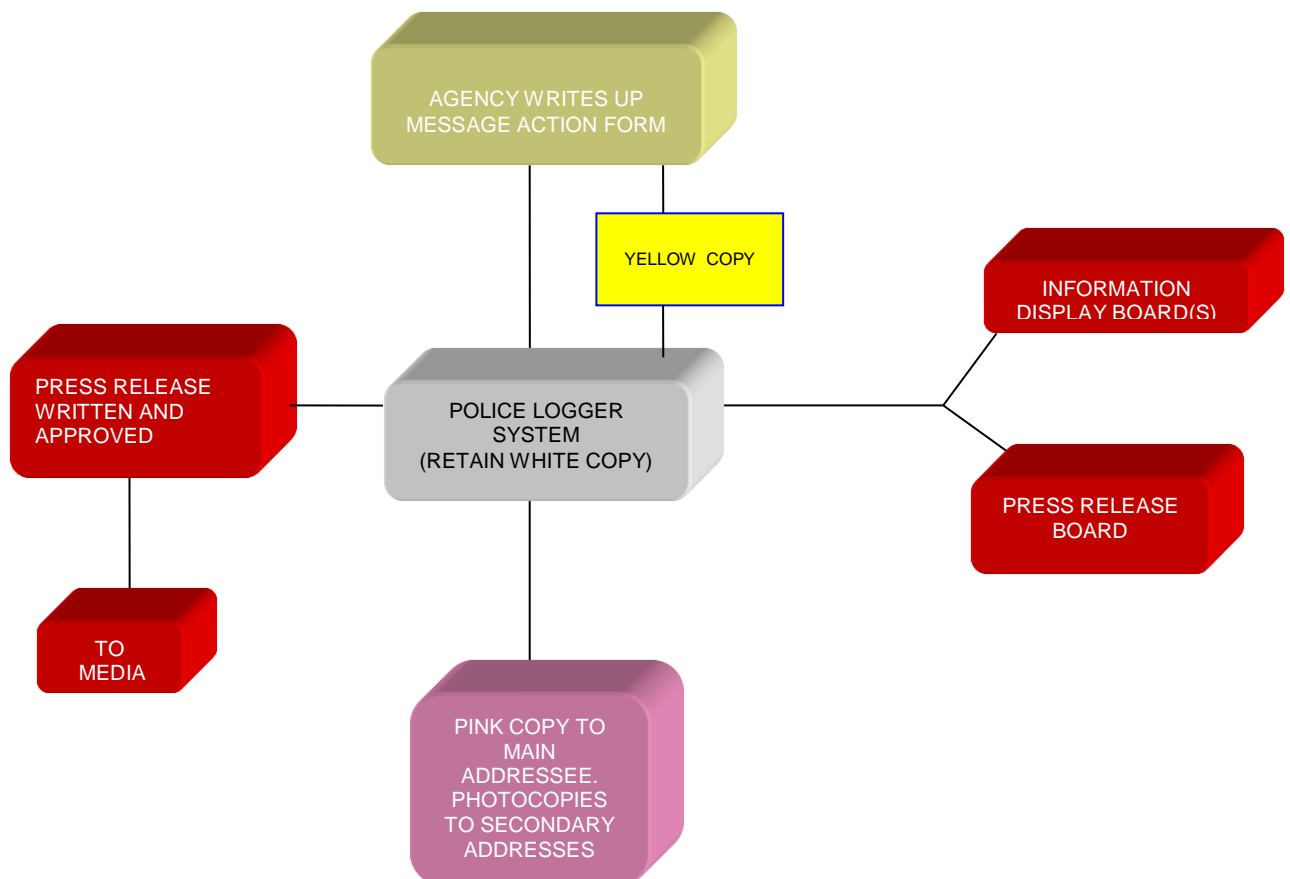 AGENCY WRITES UP
MESSAGE ACTION FORM
YELLOW COPY
INFORMATION
DISPLAY BOARD(S)
PRESS RELEASE
WRITTEN AND
APPROVED
POLICE LOGGER
SYSTEM
(RETAIN WHITE COPY)
PRESS RELEASE
BOARD
TO
MEDIA
PINK COPY TO
MAIN
ADDRESSEE.
PHOTOCOPIES
TO SECONDARY
ADDRESSES